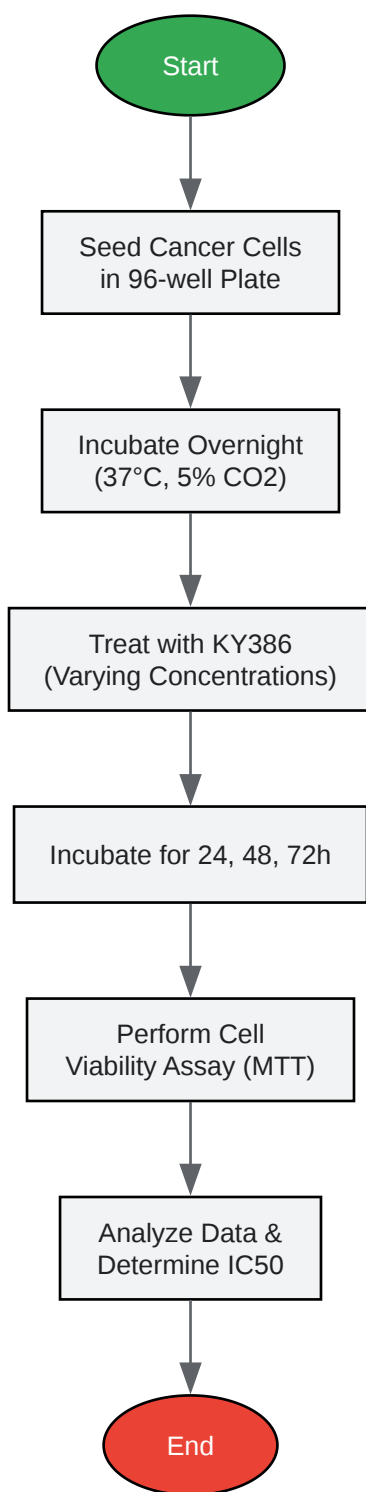 Start
Seed Cancer Cells
in 96-well Plate
Incubate Overnight
(37°C, 5% CO2)
Treat with KY386
(Varying Concentrations)
Incubate for 24, 48, 72h
Perform Cell
Viability Assay (MTT)
Analyze Data &
Determine IC50
End